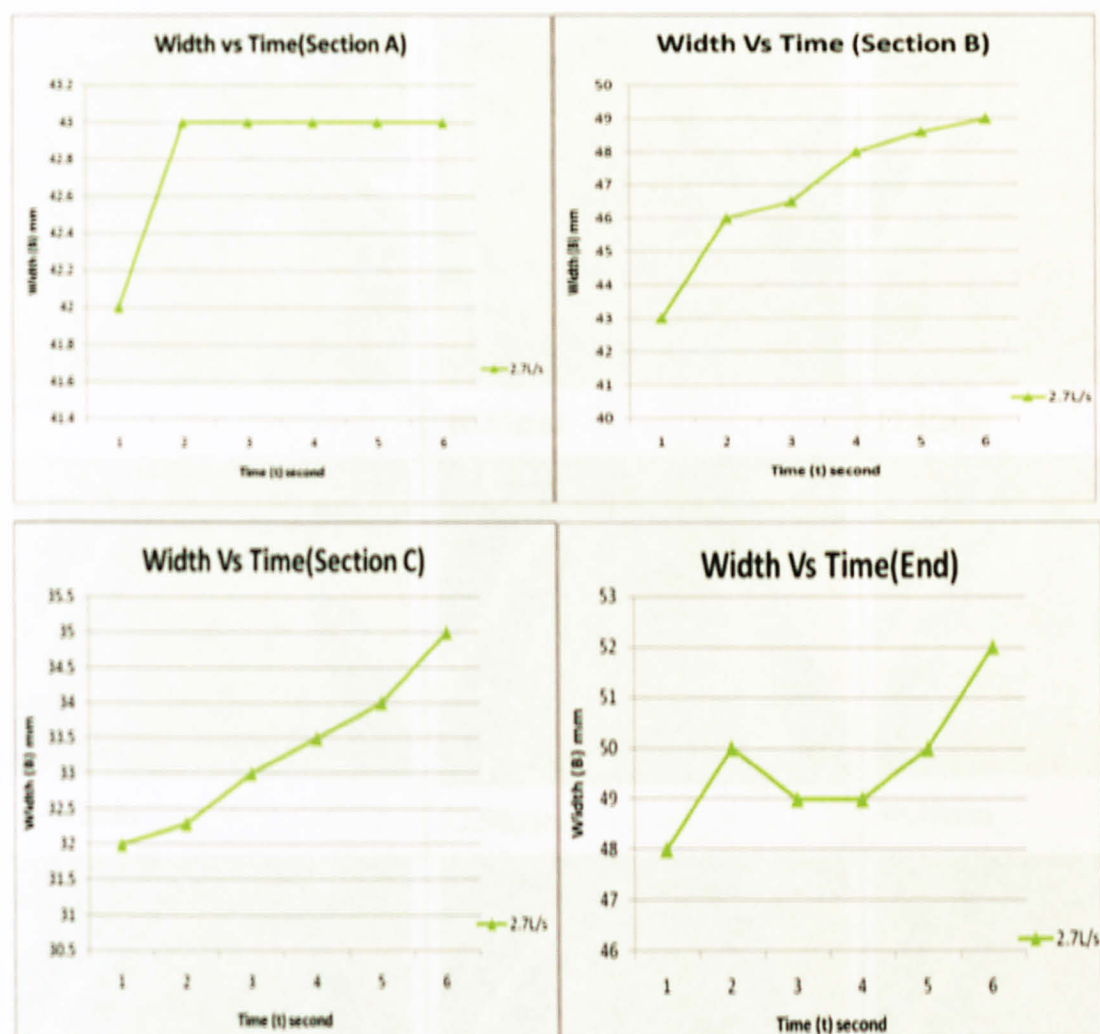 Width vs Time(Section A)
43.2
43
42.8
42.6
42.4
42.2
42
41.8
41.6
41.4
Width (B) mm
1 2 3 4 5 6
Time (t) second
2.7L/s
Width Vs Time (Section B)
50
49
48
47
46
45
44
43
42
41
40
Width (B) mm
1 2 3 4 5 6
Time (t) second
2.7L/s
Width Vs Time(Section C)
35.5
35
34.5
34
33.5
33
32.5
32
31.5
31
30.5
Width (B) mm
1 2 3 4 5 6
Time (t) second
2.7L/s
Width Vs Time(End)
53
52
51
50
49
48
47
46
Width (B) mm
1 2 3 4 5 6
Time (t) second
2.7L/s